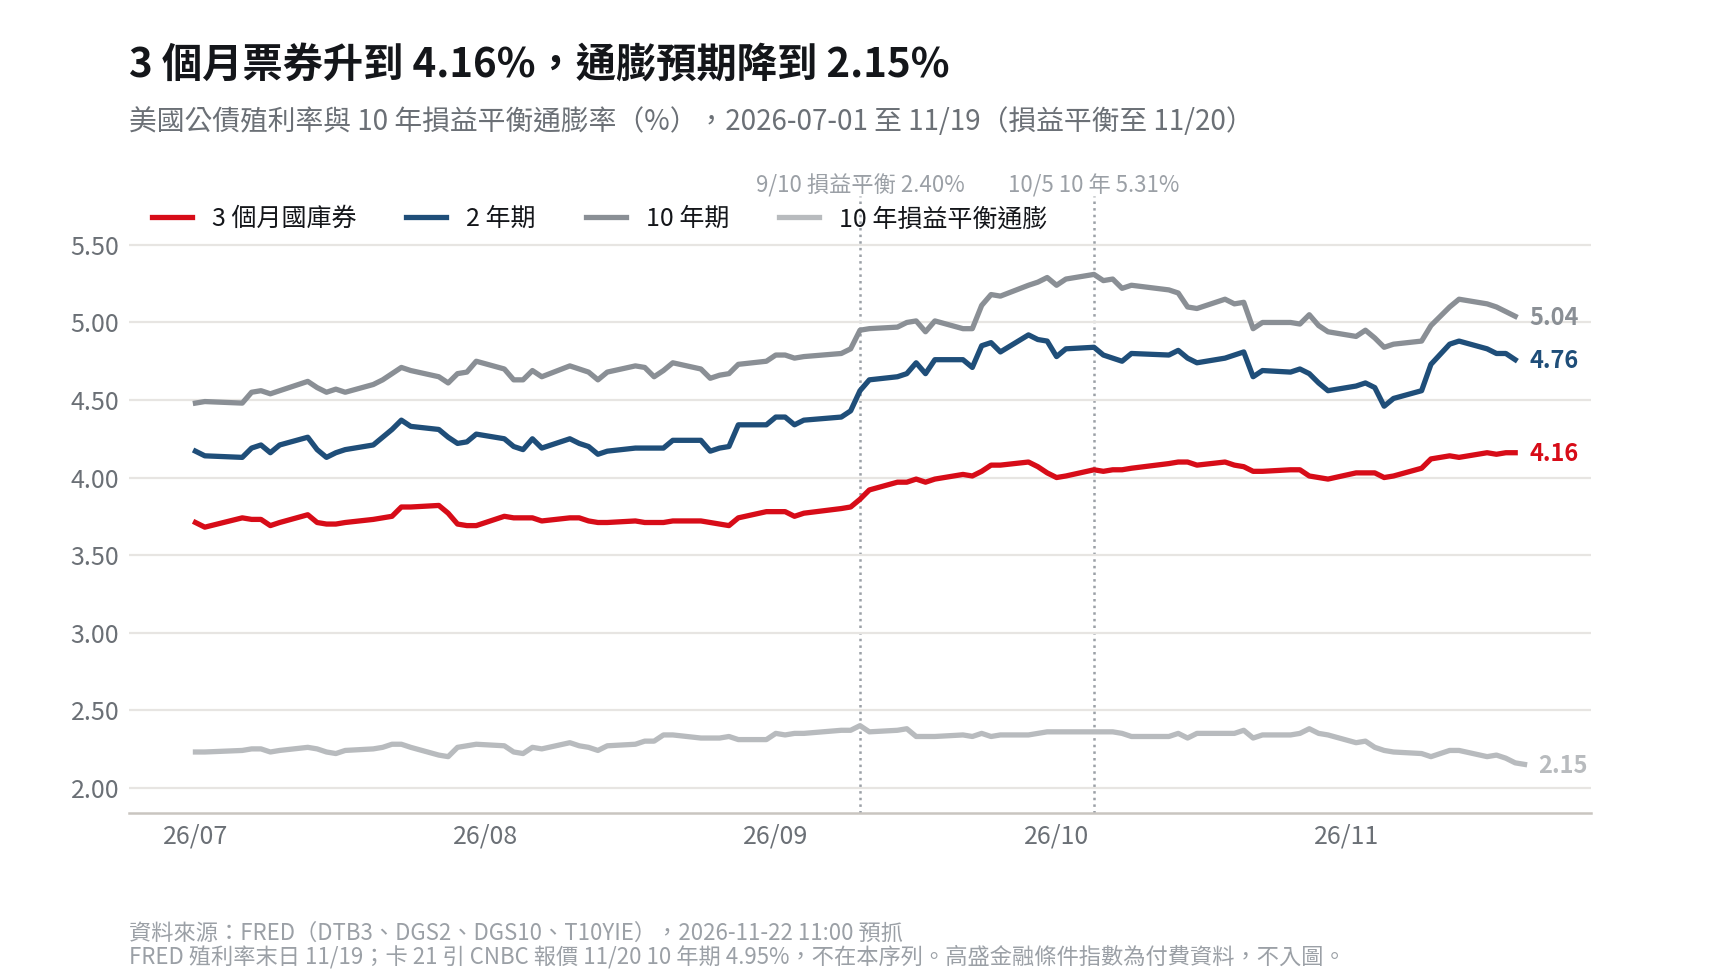 3 個月票券升到 4.16%，通膨預期降到 2.15%
美國公債殖利率與 10 年損益平衡通膨率（%），2026-07-01 至 11/19（損益平衡至 11/20）
9/10 損益平衡 2.40%
10/5 10 年 5.31%
3 個月國庫券
2 年期
10 年期
10 年損益平衡通膨
5.50
5.00
4.50
4.00
3.50
3.00
2.50
2.00
5.04
4.76
4.16
2.15
26/07
26/08
26/09
26/10
26/11
資料來源：FRED（DTB3、DGS2、DGS10、T10YIE），2026-11-22 11:00 預抓
FRED 殖利率末日 11/19；卡 21 引 CNBC 報價 11/20 10 年期 4.95%，不在本序列。高盛金融條件指數為付費資料，不入圖。